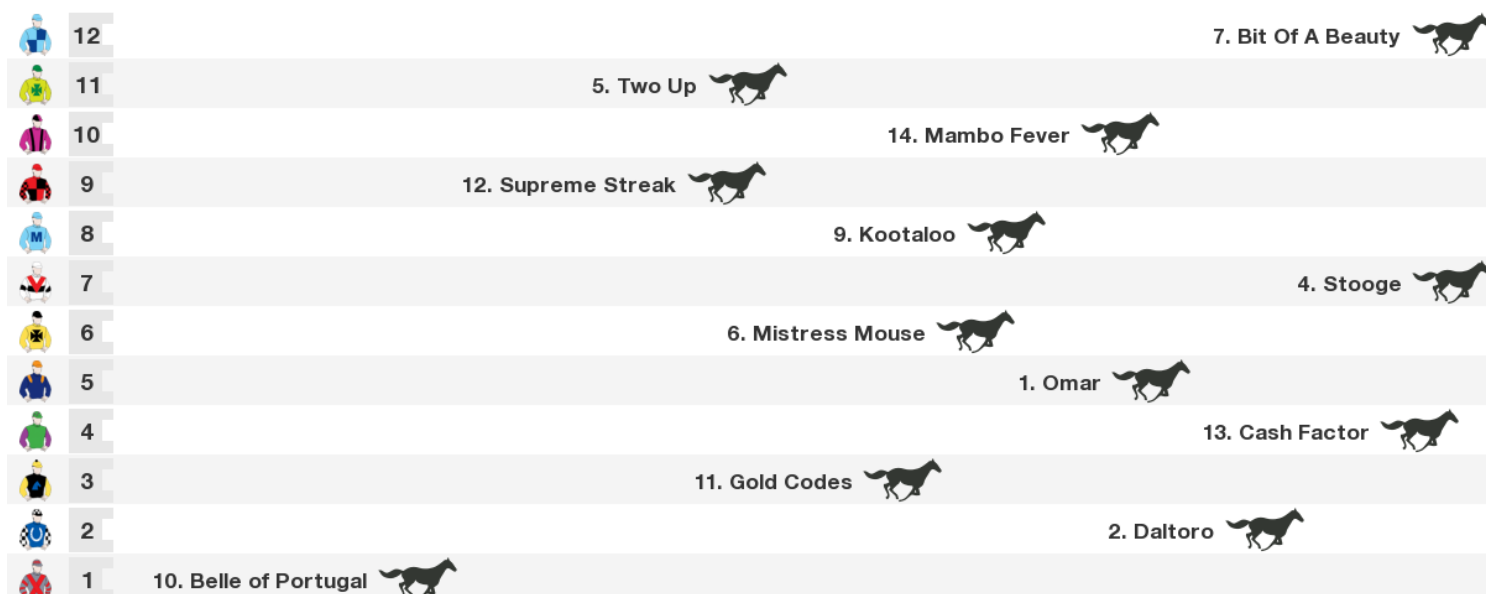 12 7. Bit Of A Beauty
11 5. Two Up
10 14. Mambo Fever
9 12. Supreme Streak
M 8 9. Kootaloo
7 4. Stooge
6 6. Mistress Mouse
5 1. Omar
4 13. Cash Factor
3 11. Gold Codes
2 2. Daltoro
1 10. Belle of Portugal